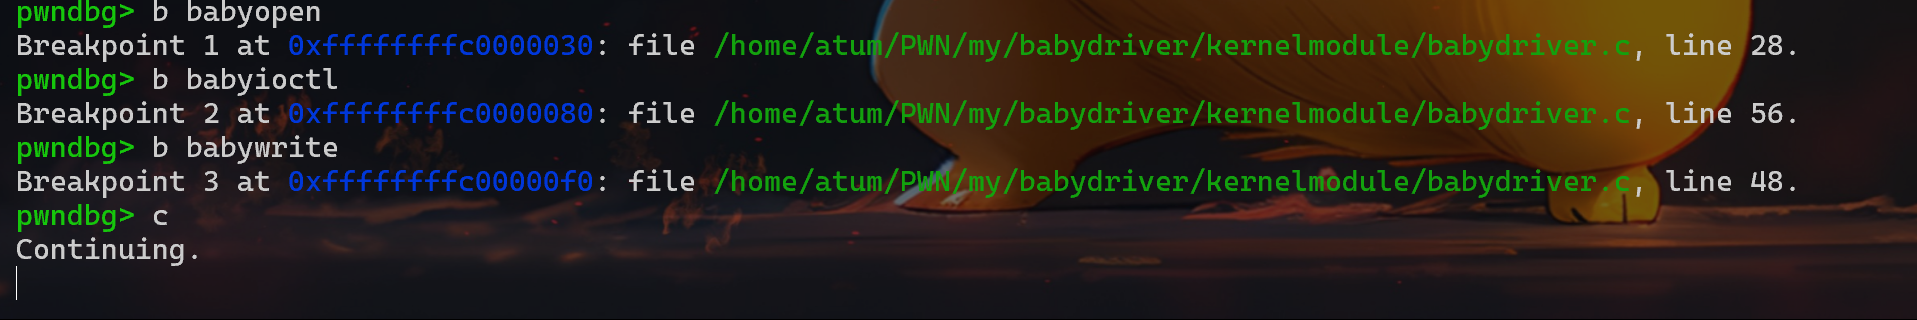 pwndbg> b babyopen
Breakpoint 1 at 0xffffffffc0000030: file /home/atum/PWN/my/babydriver/kernelmodule/babydriver.c, line 28.
pwndbg> b babyioctl
Breakpoint 2 at 0xffffffffc0000080: file /home/atum/PWN/my/babydriver/kernelmodule/babydriver.c, line 56.
pwndbg> b babywrite
Breakpoint 3 at 0xffffffffc00000f0: file /home/atum/PWN/my/babydriver/kernelmodule/babydriver.c, line 48.
pwndbg> c
Continuing.